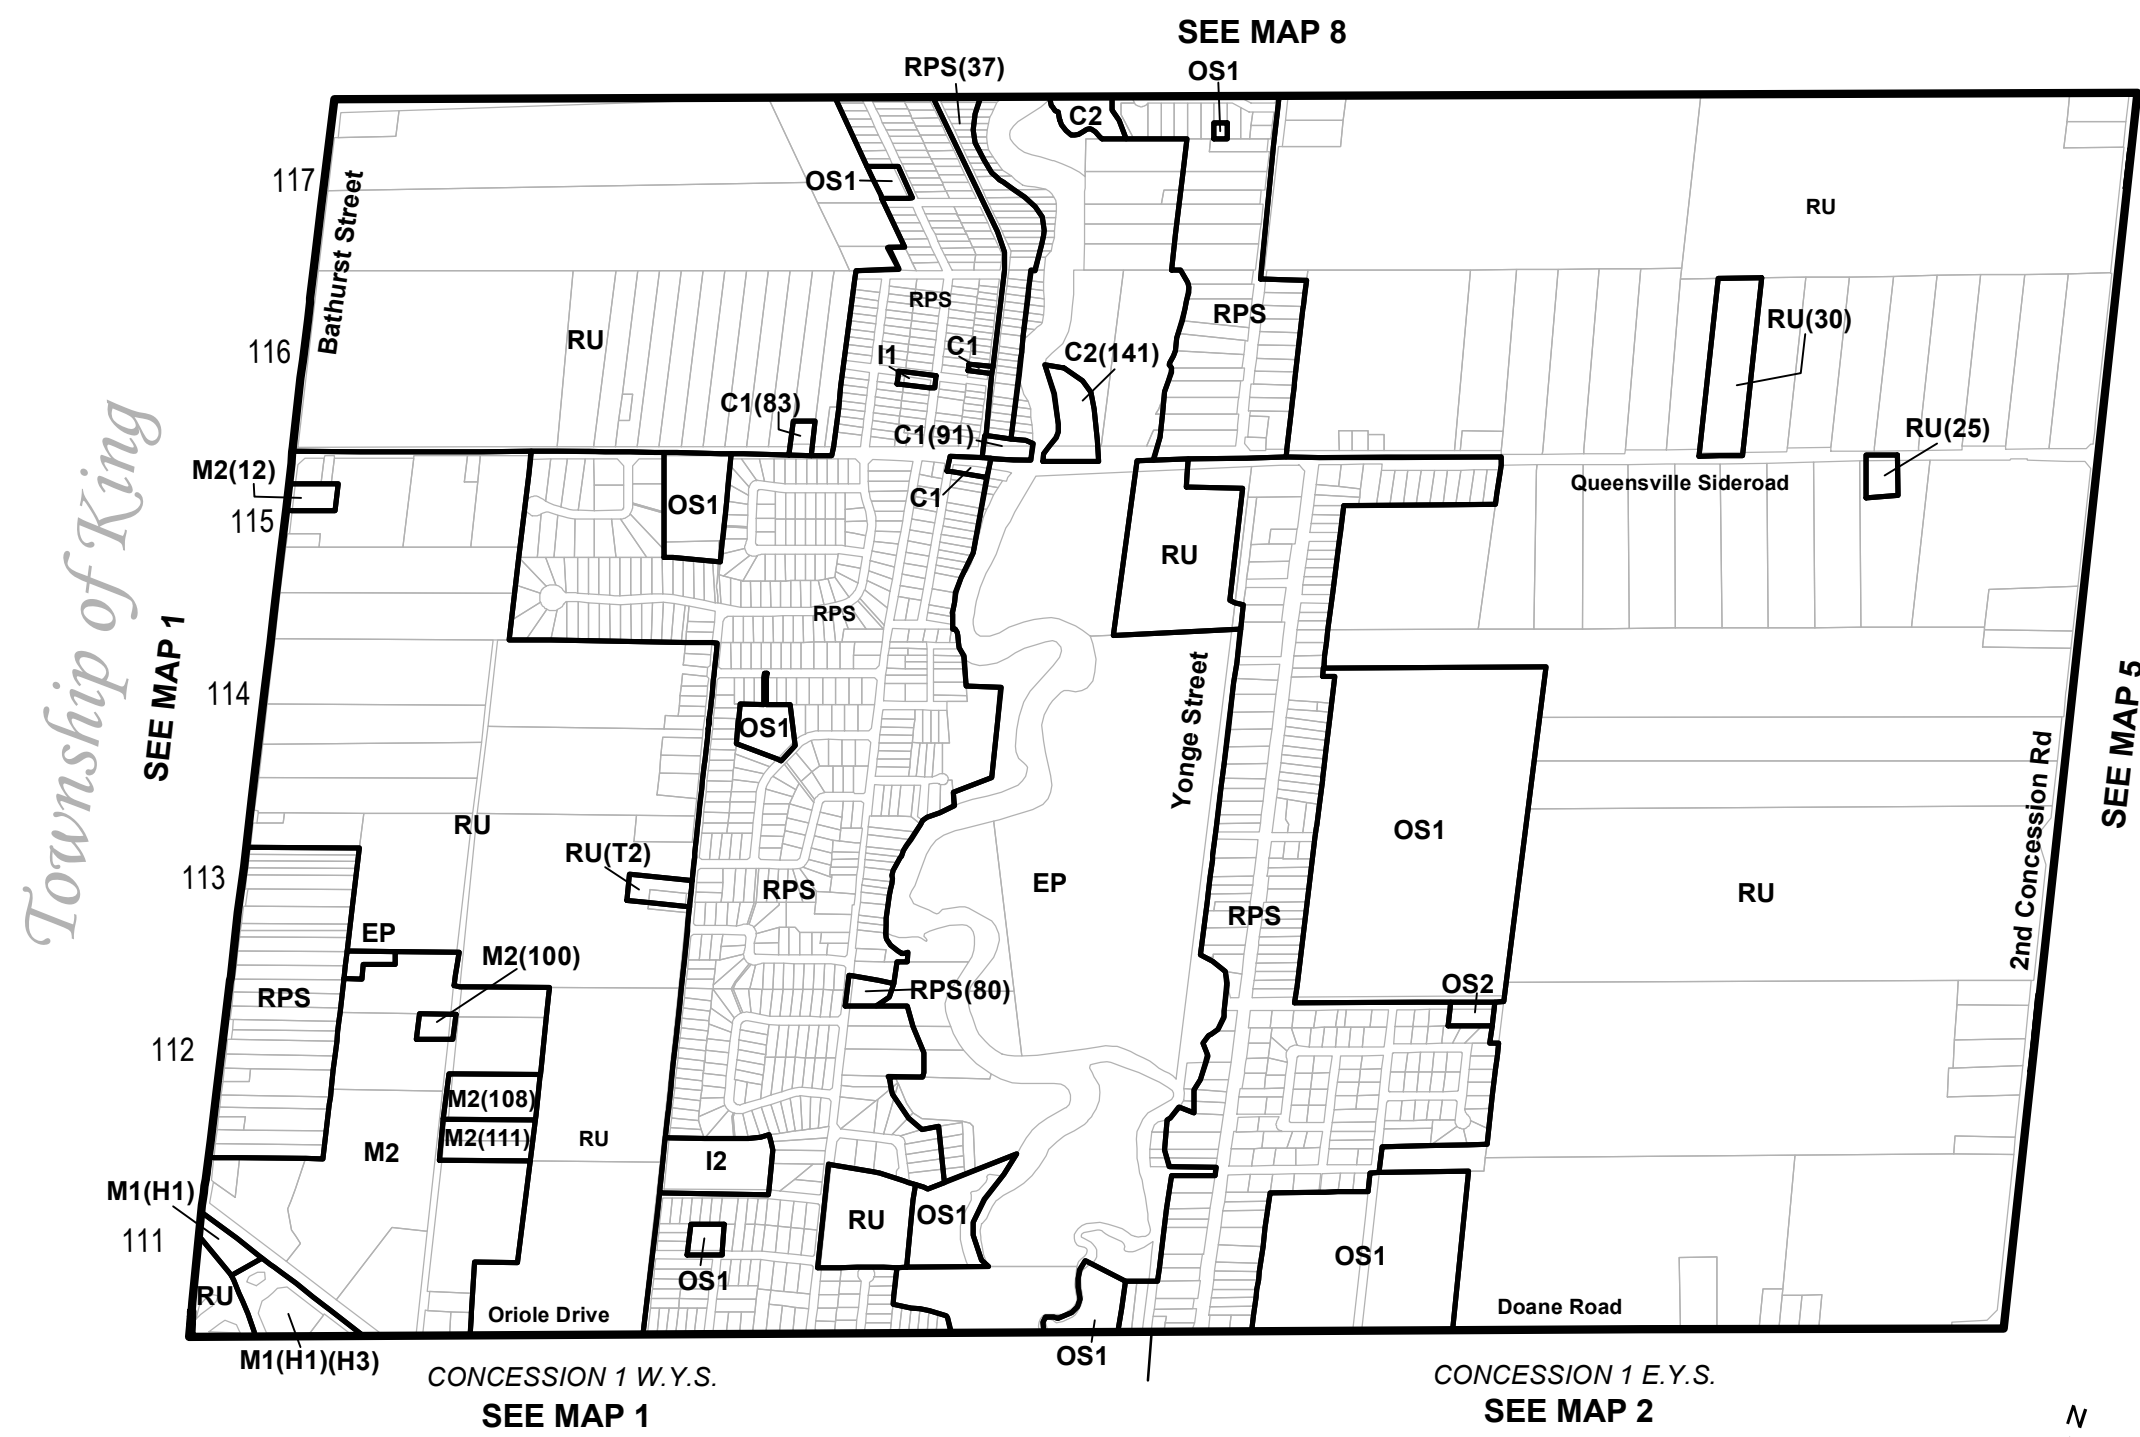 SEE MAP 8
RPS(37)
OS1
C2
117
OS1
Bathurst Street
RU
RPS
RPS
RU
RU(30)
116
I1
C1
C2(141)
C1(83)
C1(91)
RU(25)
Township of King
M2(12)
115
OS1
C1
Queensville Sideroad
RU
RPS
SEE MAP 1
114
OS1
Yonge Street
SEE MAP 5
2nd Concession Rd
RU
OS1
RU(T2)
113
RPS
EP
RU
RPS
EP
M2(100)
RPS
RPS(80)
OS2
112
M2(108)
M2(111)
RU
M2
I2
M1(H1)
111
RU
OS1
OS1
OS1
RU
Oriole Drive
Doane Road
M1(H1)(H3)
OS1
CONCESSION 1 W.Y.S.
CONCESSION 1 E.Y.S.
SEE MAP 1
SEE MAP 2
N